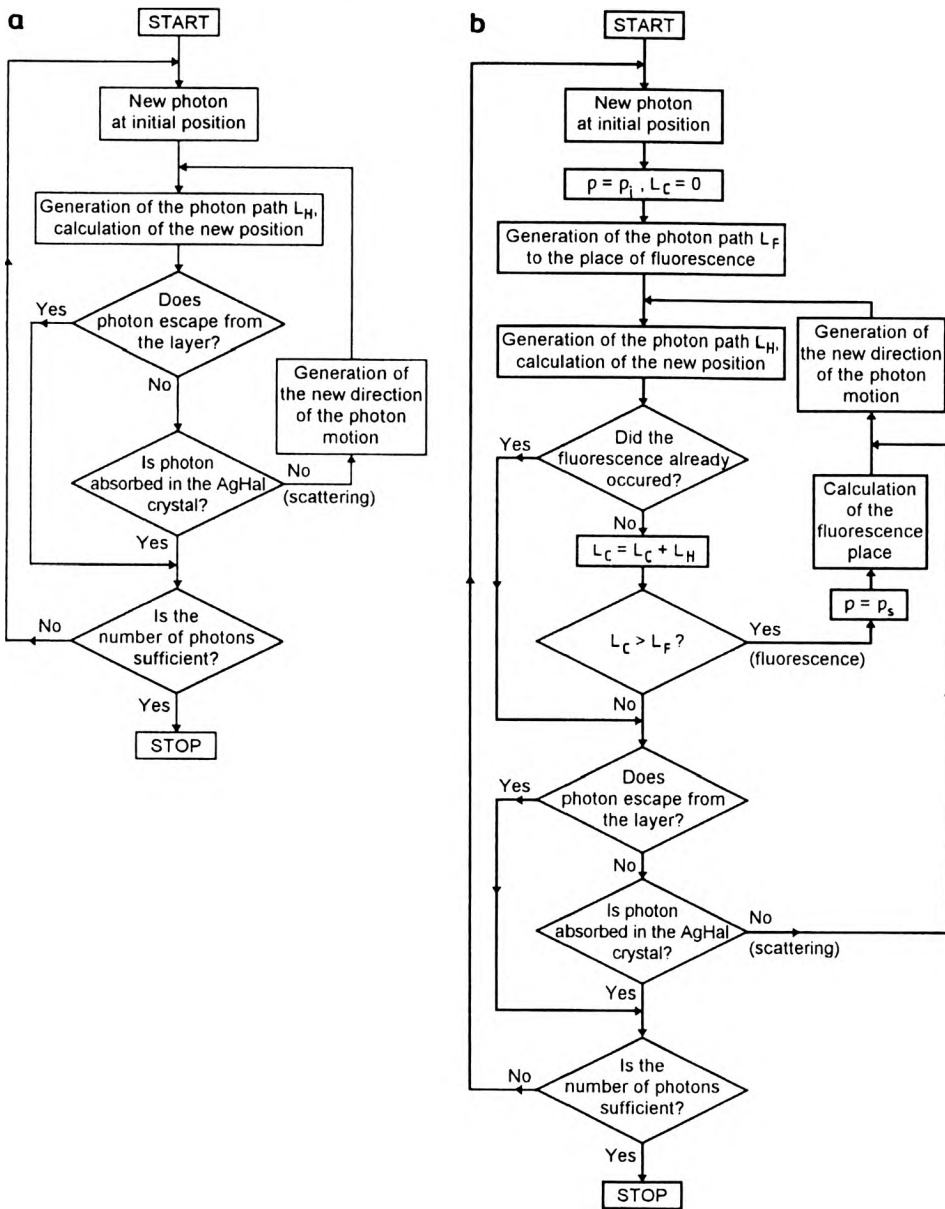 a
START
New photon
at initial position
Generation of the photon path L_H,
calculation of the new position
Does
photon escape from
the layer?
Yes
No
Generation of
the new direction
of the photon
motion
Is photon
absorbed in the AgHal
crystal?
No
(scattering)
Yes
Is the
number of photons
sufficient?
No
Yes
STOP
b
START
New photon
at initial position
p = p_i , L_C = 0
Generation of the photon path L_F
to the place of fluorescence
Generation of the photon path L_H,
calculation of the new position
Generation of
the new direction
of the photon
motion
Did the
fluorescence already
occured?
Yes
No
Calculation
of the
fluorescence
place
L_C = L_C + L_H
p = p_s
L_C > L_F ?
Yes
(fluorescence)
No
Does
photon escape from
the layer?
Yes
No
Is photon
absorbed in the AgHal
crystal?
No
(scattering)
Yes
Is the
number of photons
sufficient?
No
Yes
STOP